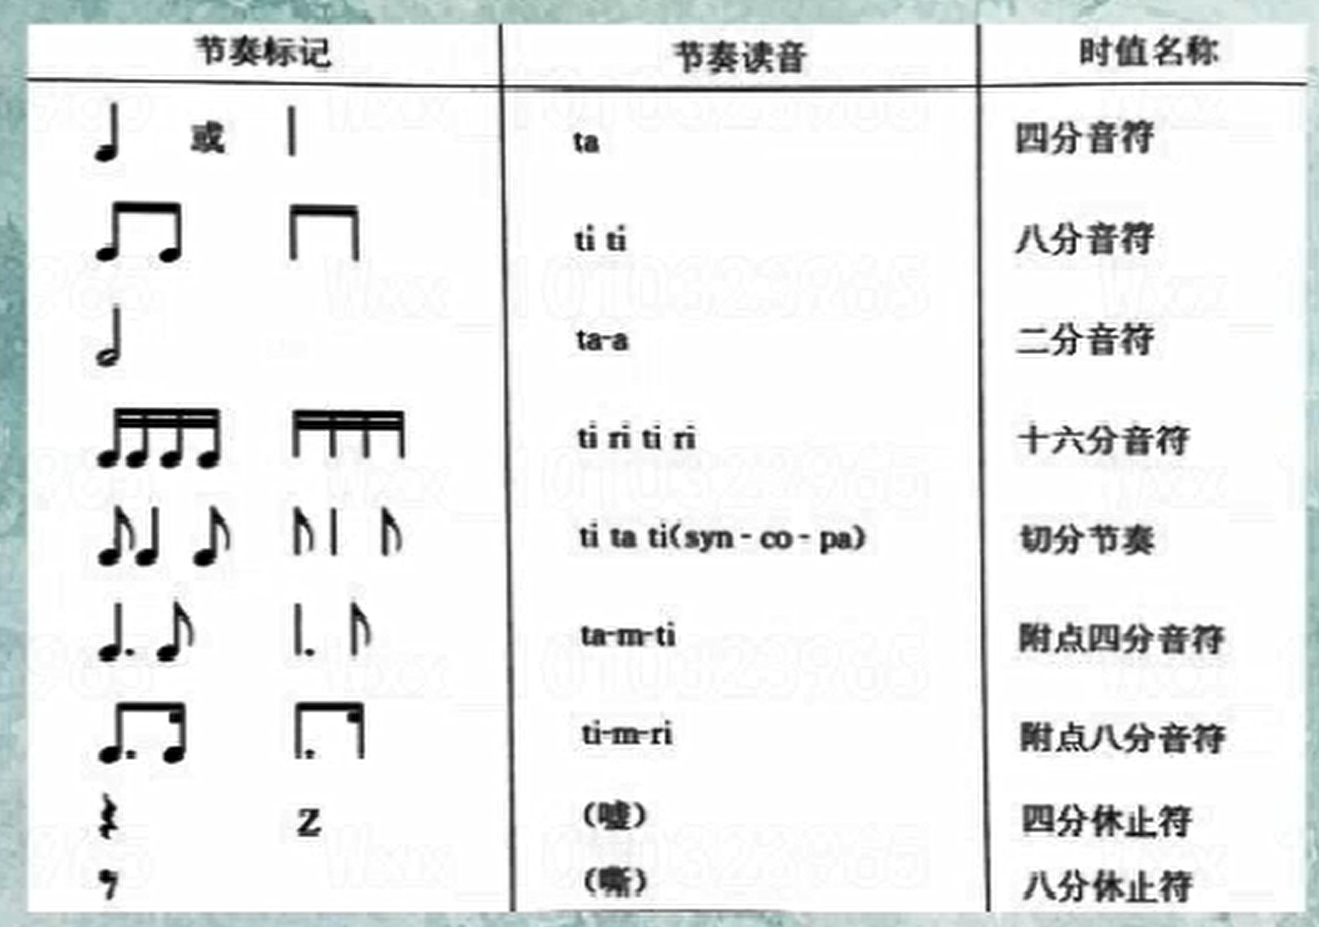 节奏标记 节奏读音 时值名称
或 ta 四分音符
ti ti 八分音符
ta-a 二分音符
ti ri ti ri 十六分音符
ti ta ti(syn - co - pa) 切分节奏
ta-m-ti 附点四分音符
ti-m-ri 附点八分音符
Z (嘘) 四分休止符
(嘶) 八分休止符
Wxx_1010329965